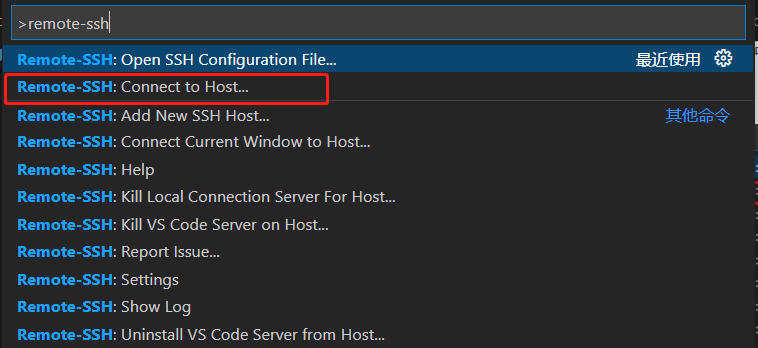 >remote-ssh
Remote-SSH: Open SSH Configuration File... 最近使用
Remote-SSH: Connect to Host...
Remote-SSH: Add New SSH Host... 其他命令
Remote-SSH: Connect Current Window to Host...
Remote-SSH: Help
Remote-SSH: Kill Local Connection Server For Host...
Remote-SSH: Kill VS Code Server on Host...
Remote-SSH: Report Issue...
Remote-SSH: Settings
Remote-SSH: Show Log
Remote-SSH: Uninstall VS Code Server from Host...